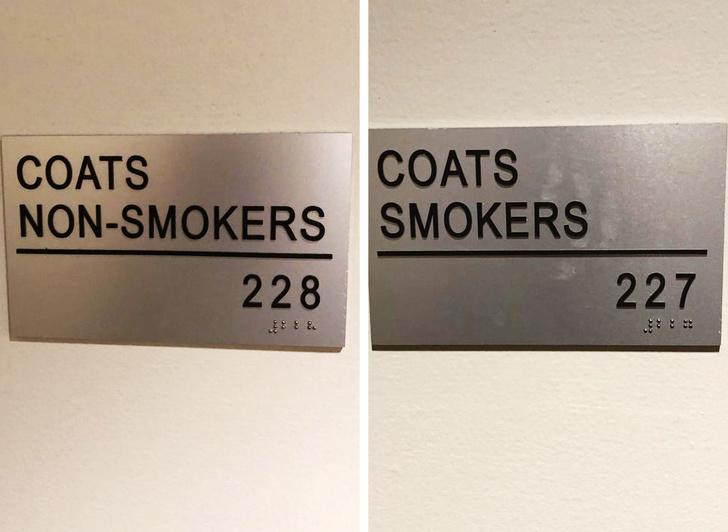 COATS
NON-SMOKERS
228
⠼⠃⠃⠓
COATS
SMOKERS
227
⠼⠃⠃⠛